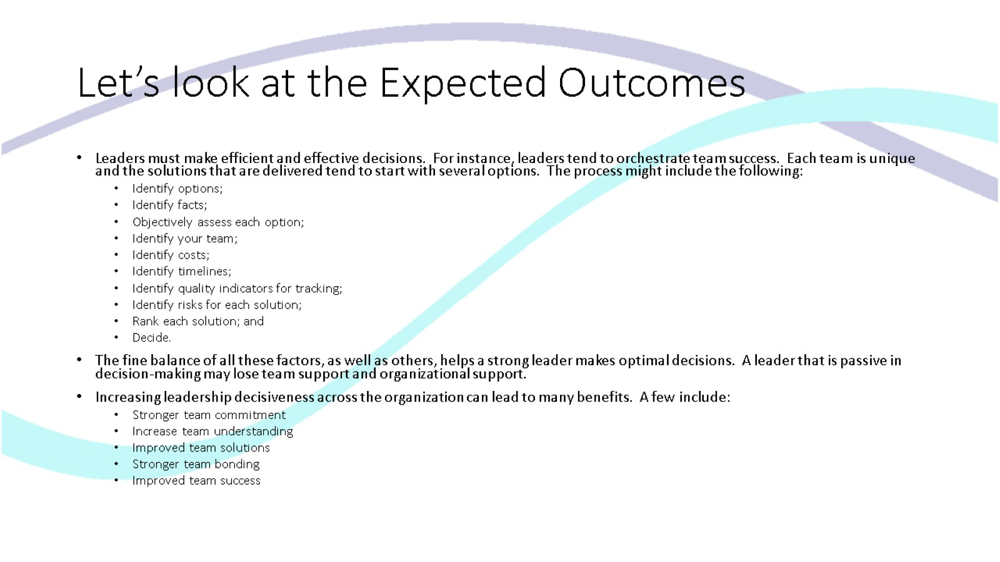 Let’s look at the Expected Outcomes
• Leaders must make efficient and effective decisions.  For instance, leaders tend to orchestrate team success.  Each team is unique
and the solutions that are delivered tend to start with several options.  The process might include the following:
• Identify options;
• Identify facts;
• Objectively assess each option;
• Identify your team;
• Identify costs;
• Identify timelines;
• Identify quality indicators for tracking;
• Identify risks for each solution;
• Rank each solution; and
• Decide.
• The fine balance of all these factors, as well as others, helps a strong leader makes optimal decisions.  A leader that is passive in
decision-making may lose team support and organizational support.
• Increasing leadership decisiveness across the organization can lead to many benefits.  A few include:
• Stronger team commitment
• Increase team understanding
• Improved team solutions
• Stronger team bonding
• Improved team success